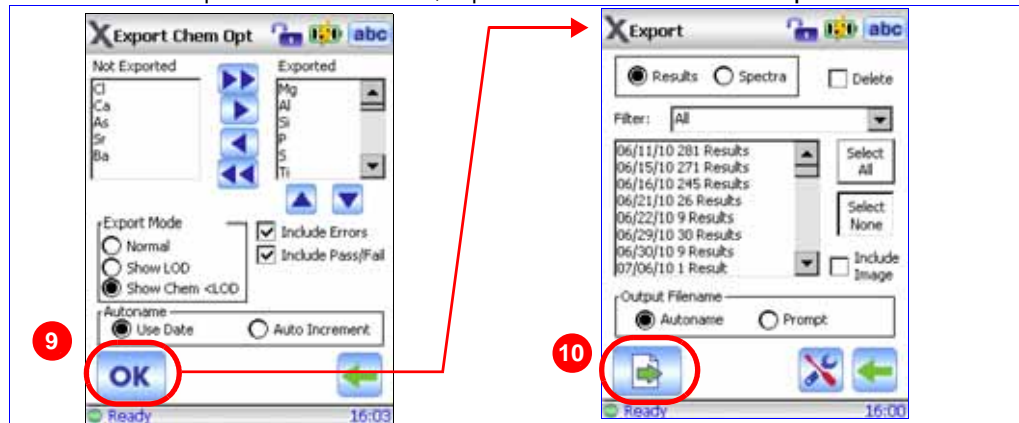 Export Chem Opt
abc
Not Exported
Exported
Cl
Ca
As
Sr
Ba
Mg
Al
Si
P
S
Ti
Export Mode
Normal
Show LOD
Show Chem <LOD
Include Errors
Include Pass/Fail
Autoname
Use Date
Auto Increment
9
OK
Ready
16:03
Export
abc
Results
Spectra
Delete
Filter:
All
06/11/10 281 Results
06/15/10 271 Results
06/16/10 245 Results
06/21/10 26 Results
06/22/10 9 Results
06/29/10 30 Results
06/30/10 9 Results
07/06/10 1 Result
Select
All
Select
None
Include
Image
Output Filename
Autoname
Prompt
10
Ready
16:00